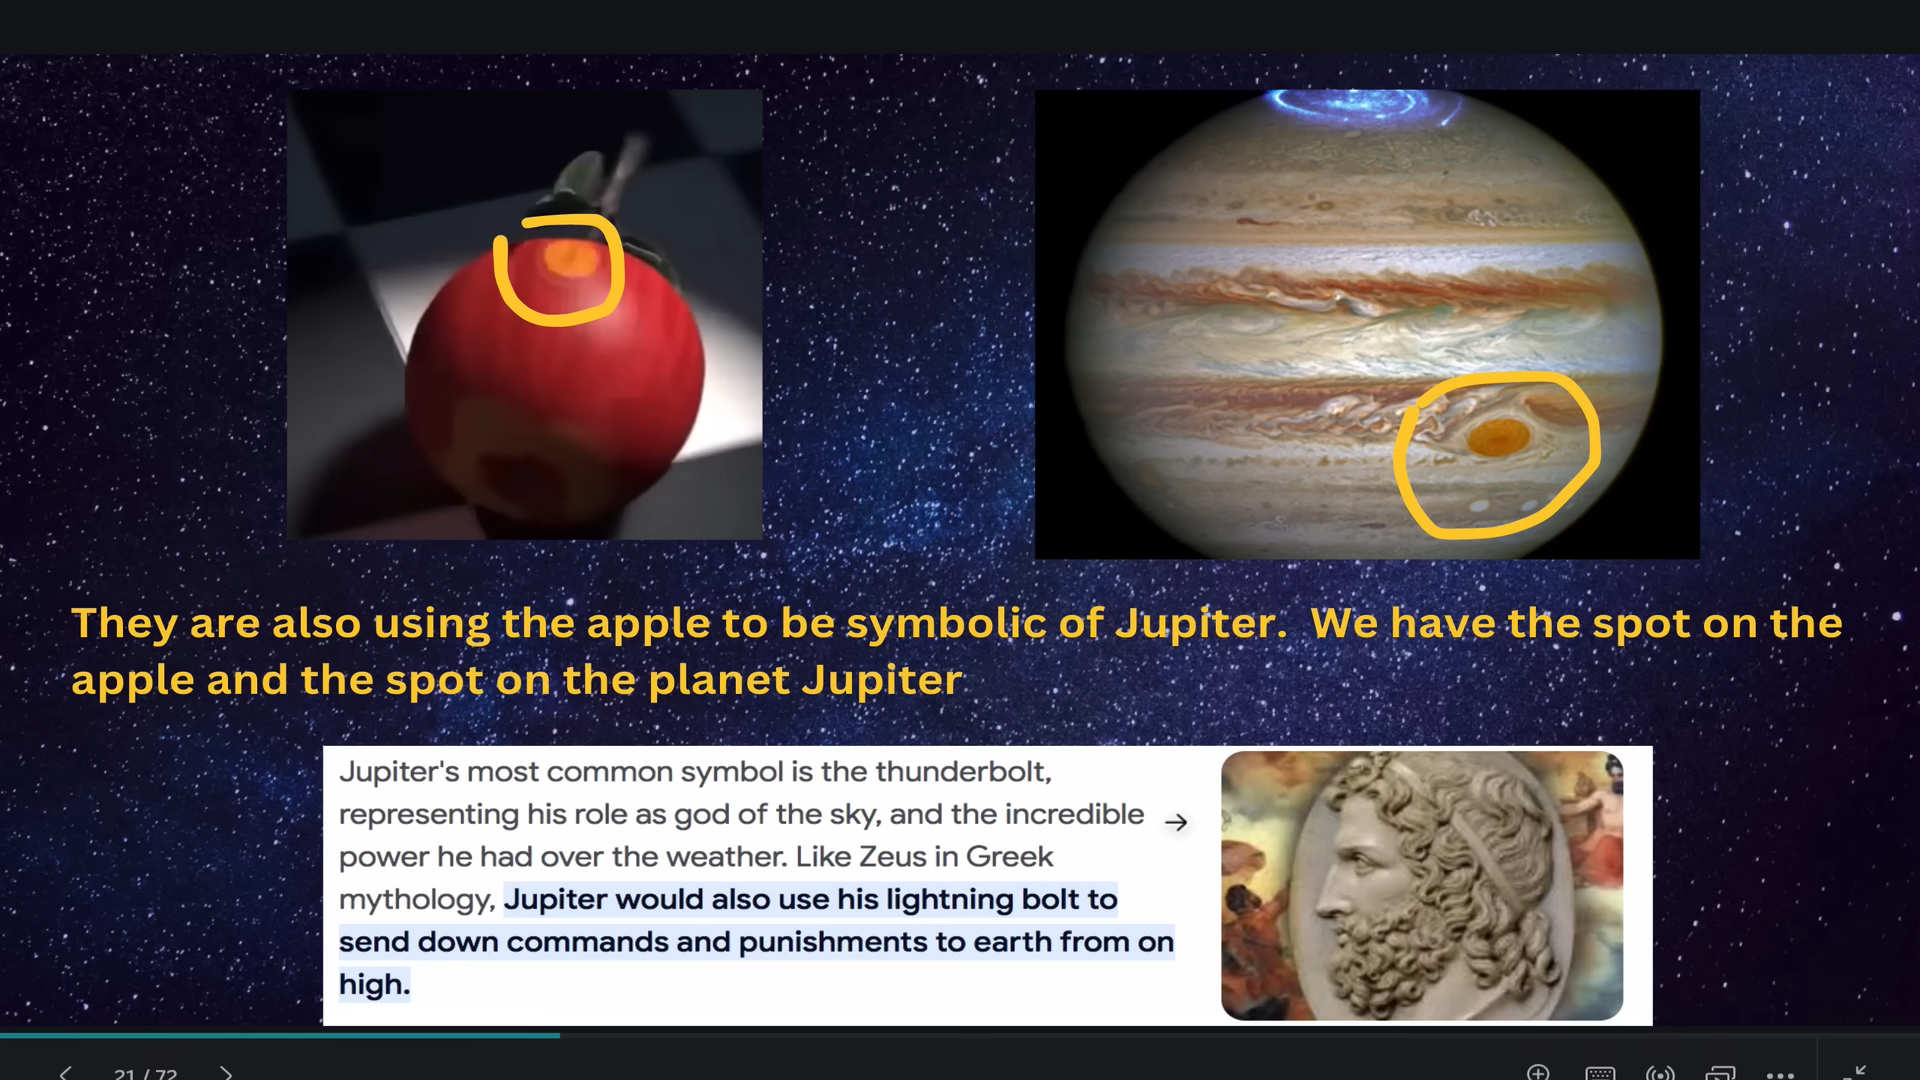 They are also using the apple to be symbolic of Jupiter. We have the spot on the
apple and the spot on the planet Jupiter
Jupiter's most common symbol is the thunderbolt,
representing his role as god of the sky, and the incredible
power he had over the weather. Like Zeus in Greek
mythology, Jupiter would also use his lightning bolt to
send down commands and punishments to earth from on
high.
21 / 72